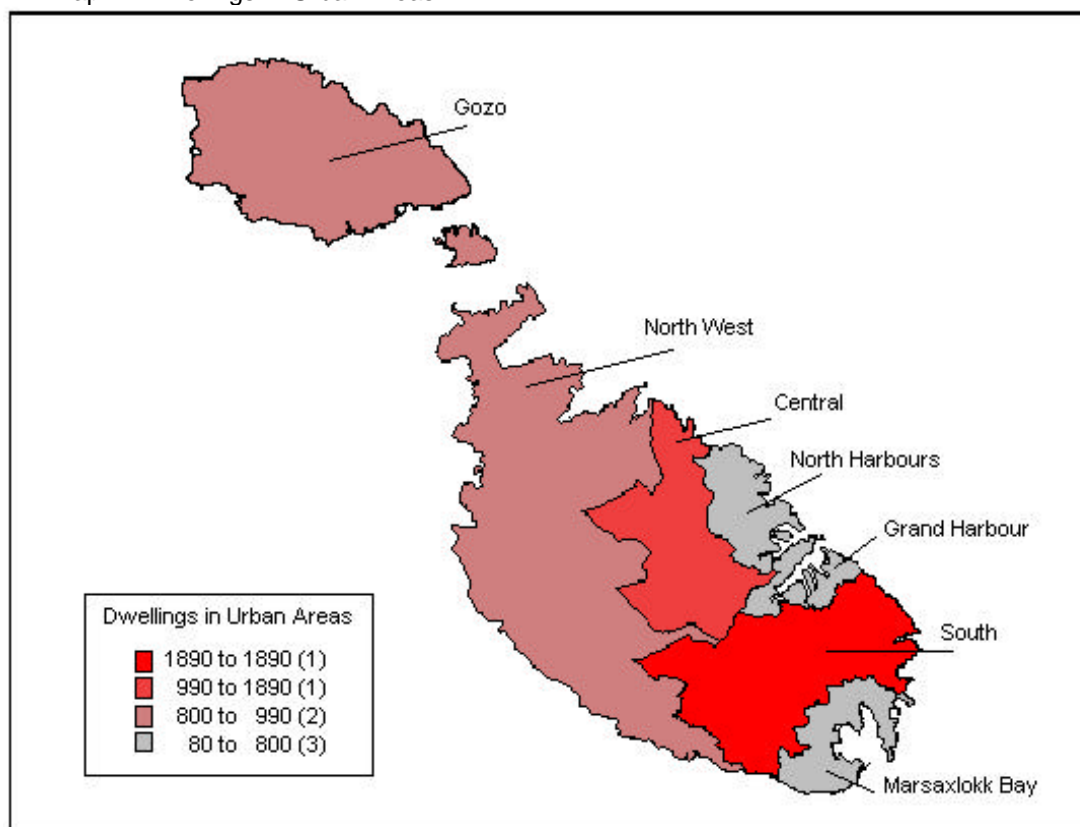 Gozo
North West
Central
North Harbours
Grand Harbour
South
Marsaxlokk Bay
Dwellings in Urban Areas
1890 to 1890 (1)
990 to 1890 (1)
800 to 990 (2)
80 to 800 (3)